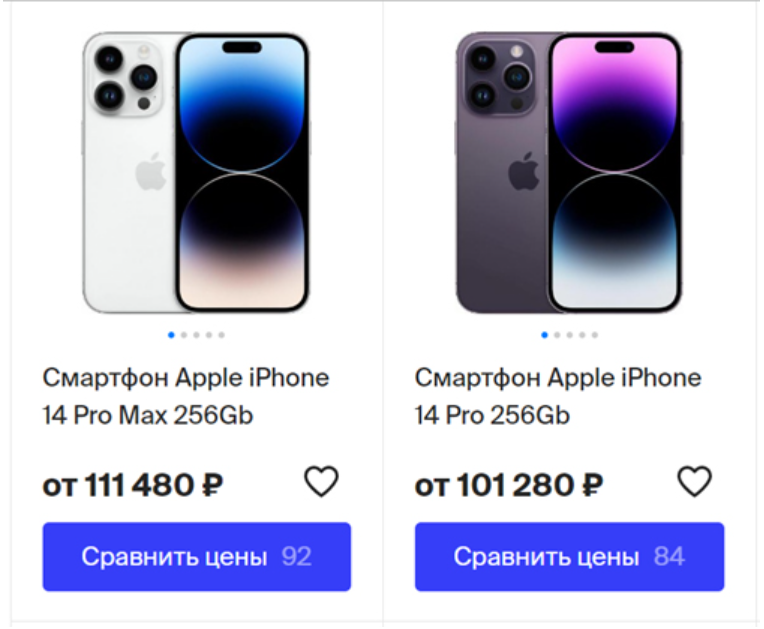 Смартфон Apple iPhone
14 Pro Max 256Gb
от 111 480 ₽
Сравнить цены 92
Смартфон Apple iPhone
14 Pro 256Gb
от 101 280 ₽
Сравнить цены 84